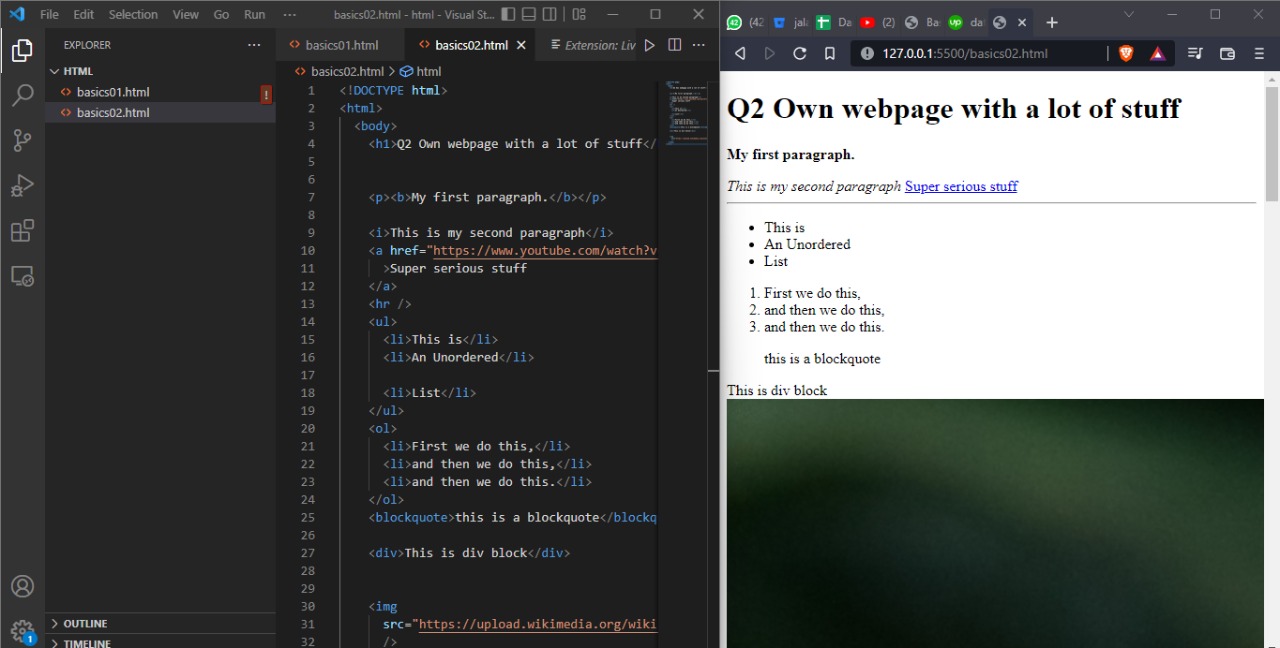 File Edit Selection View Go Run ··· basics02.html - html - Visual St...
EXPLORER ···
HTML
basics01.html
!
basics02.html
OUTLINE
TIMELINE
1
basics01.html basics02.html Extension: Liv ···
basics02.html > html
1 <!DOCTYPE html>
2 <html>
3 <body>
4 <h1>Q2 Own webpage with a lot of stuff</
5
6
7 <p><b>My first paragraph.</b></p>
8
9 <i>This is my second paragraph</i>
10 <a href="https://www.youtube.com/watch?v
11 >Super serious stuff
12 </a>
13 <hr />
14 <ul>
15 <li>This is</li>
16 <li>An Unordered</li>
17
18 <li>List</li>
19 </ul>
20 <ol>
21 <li>First we do this,</li>
22 <li>and then we do this,</li>
23 <li>and then we do this.</li>
24 </ol>
25 <blockquote>this is a blockquote</blockq
26
27 <div>This is div block</div>
28
29
30 <img
31 src="https://upload.wikimedia.org/wiki
32 />
42 (42 jal Da (2) Ba up da
127.0.0.1:5500/basics02.html
Q2 Own webpage with a lot of stuff
My first paragraph.
This is my second paragraph Super serious stuff
• This is
• An Unordered
• List
1. First we do this,
2. and then we do this,
3. and then we do this.
this is a blockquote
This is div block